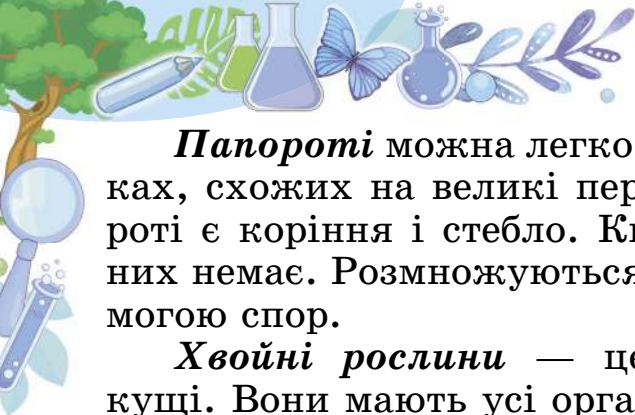 Папороті можна легко
ках, схожих на великі пер
роті є коріння і стебло. К
них немає. Розмножуються
могою спор.
Хвойні рослини — це
кущі. Вони мають усі орга